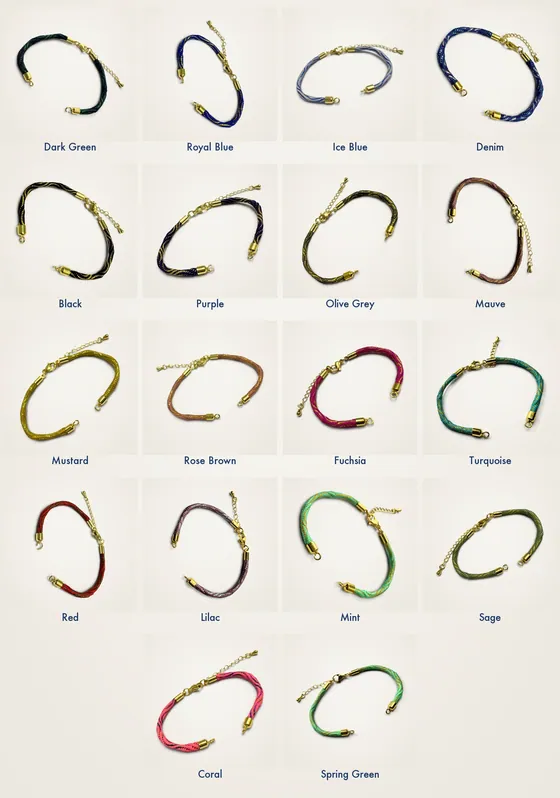 Dark Green
Royal Blue
Ice Blue
Denim
Black
Purple
Olive Grey
Mauve
Mustard
Rose Brown
Fuchsia
Turquoise
Red
Lilac
Mint
Sage
Coral
Spring Green